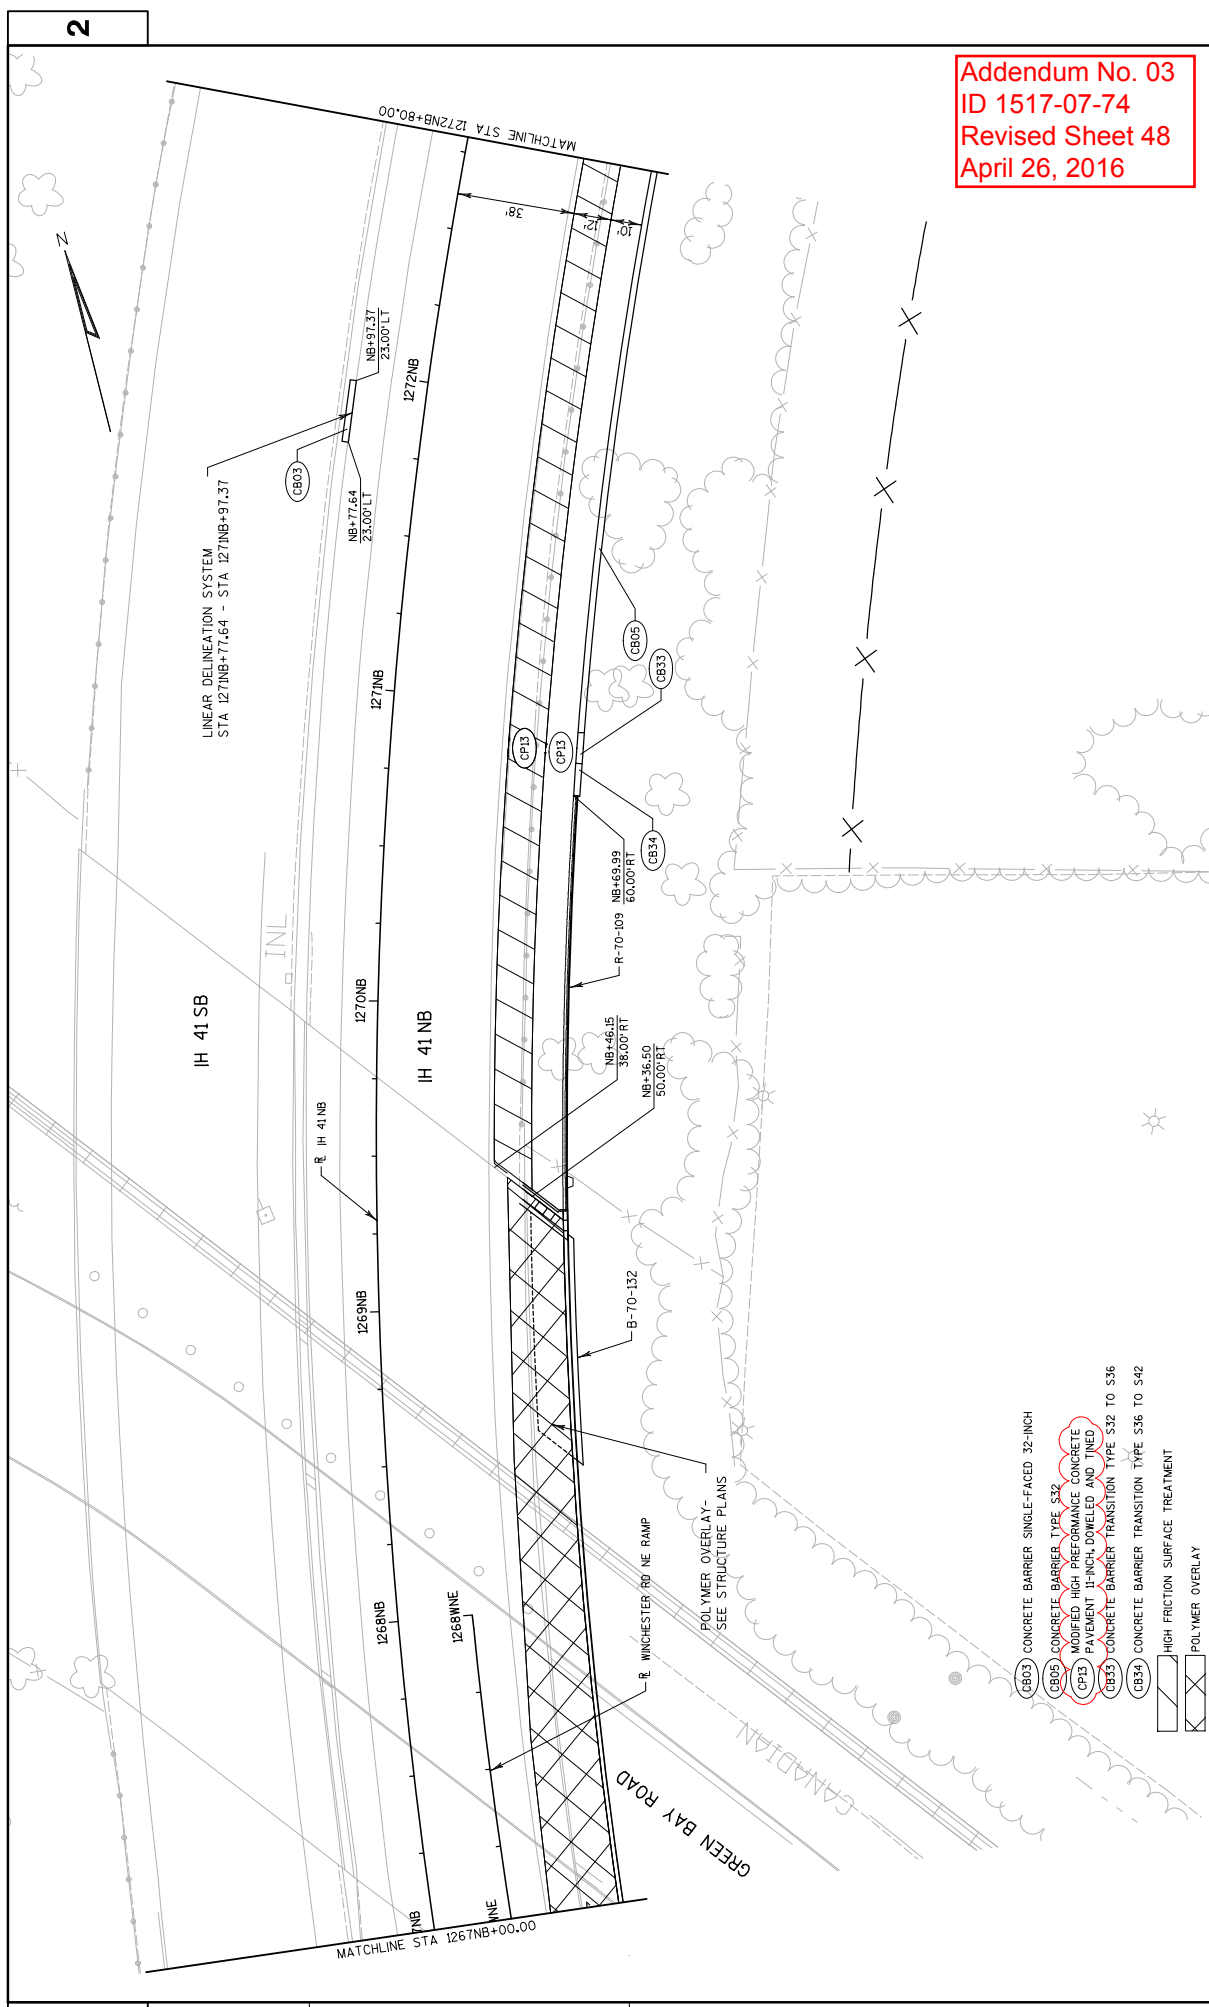 2
Addendum No. 03
ID 1517-07-74
Revised Sheet 48
April 26, 2016
MATCHLINE STA 1272NB+80.00
N
38'
12'
10'
LINEAR DELINEATION SYSTEM
STA 1271NB+77.64 - STA 1271NB+97.37
CB03
NB+97.37
23.00' LT
NB+77.64
23.00' LT
1272NB
1271NB
1270NB
1269NB
1268NB
7NB
CB05
CB33
CP13
CP13
CB34
NB+69.99
60.00' RT
R-70-109
INL
IH 41 SB
IH 41 NB
NB+46.15
38.00' RT
NB+36.50
50.00' RT
R IH 41 NB
B-70-132
POLYMER OVERLAY-
SEE STRUCTURE PLANS
1268WNE
WNE
R WINCHESTER RD NE RAMP
GREEN BAY ROAD
CANADIAN
MATCHLINE STA 1267NB+00.00
CB03 CONCRETE BARRIER SINGLE-FACED 32-INCH
CB05 CONCRETE BARRIER TYPE S32
CP13 MODIFIED HIGH PREFORMANCE CONCRETE
PAVEMENT 11-INCH, DOWELED AND TINED
CB33 CONCRETE BARRIER TRANSITION TYPE S32 TO S36
CB34 CONCRETE BARRIER TRANSITION TYPE S36 TO S42
HIGH FRICTION SURFACE TREATMENT
POLYMER OVERLAY